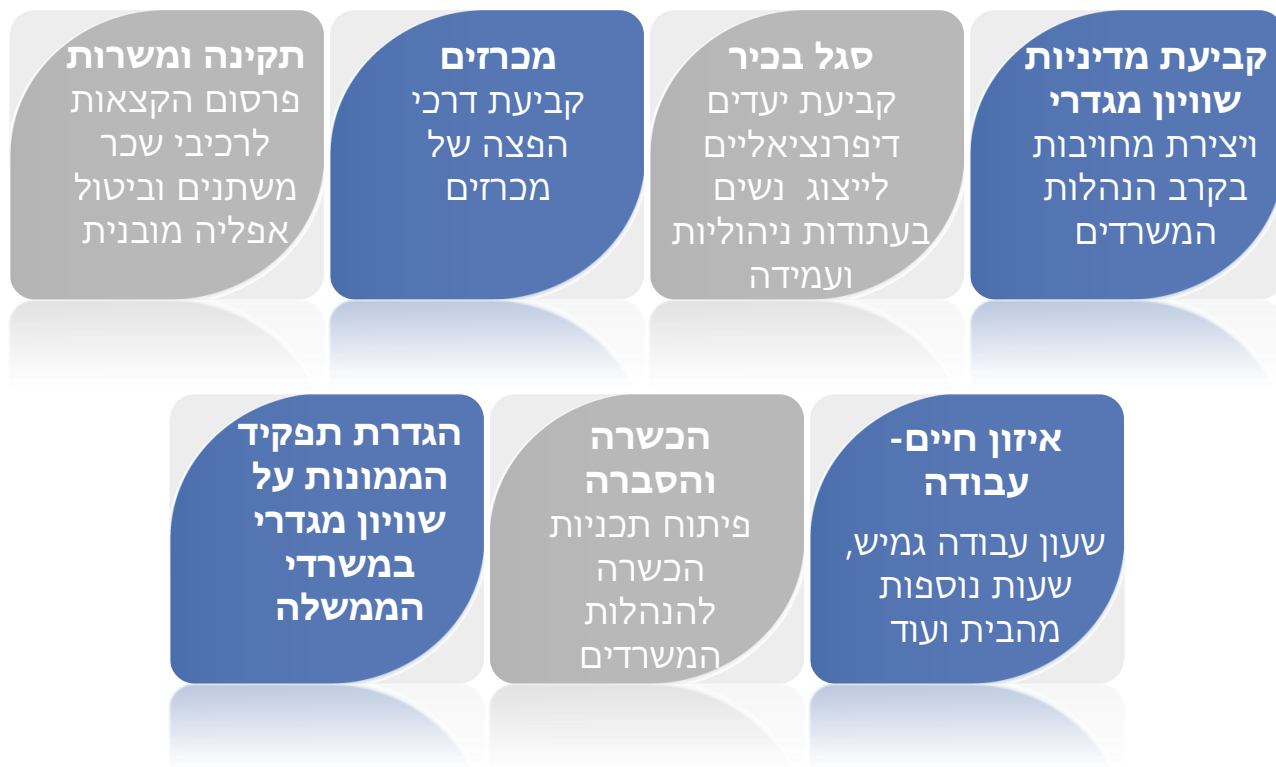 קביעת מדיניות
שוויון מגדרי
ויצירת מחויבות
בקרב הנהלות
המשרדים
סגל בכיר
קביעת יעדים
דיפרנציאליים
לייצוג נשים
בעתודות ניהוליות
ועמידה
מכרזים
קביעת דרכי
הפצה של
מכרזים
תקינה ומשרות
פרסום הקצאות
לרכיבי שכר
משתנים וביטול
אפליה מובנית
איזון חיים-
עבודה
שעון עבודה גמיש,
שעות נוספות
מהבית ועוד
הכשרה
והסברה
פיתוח תכניות
הכשרה
להנהלות
המשרדים
הגדרת תפקיד
הממונות על
שוויון מגדרי
במשרדי
הממשלה